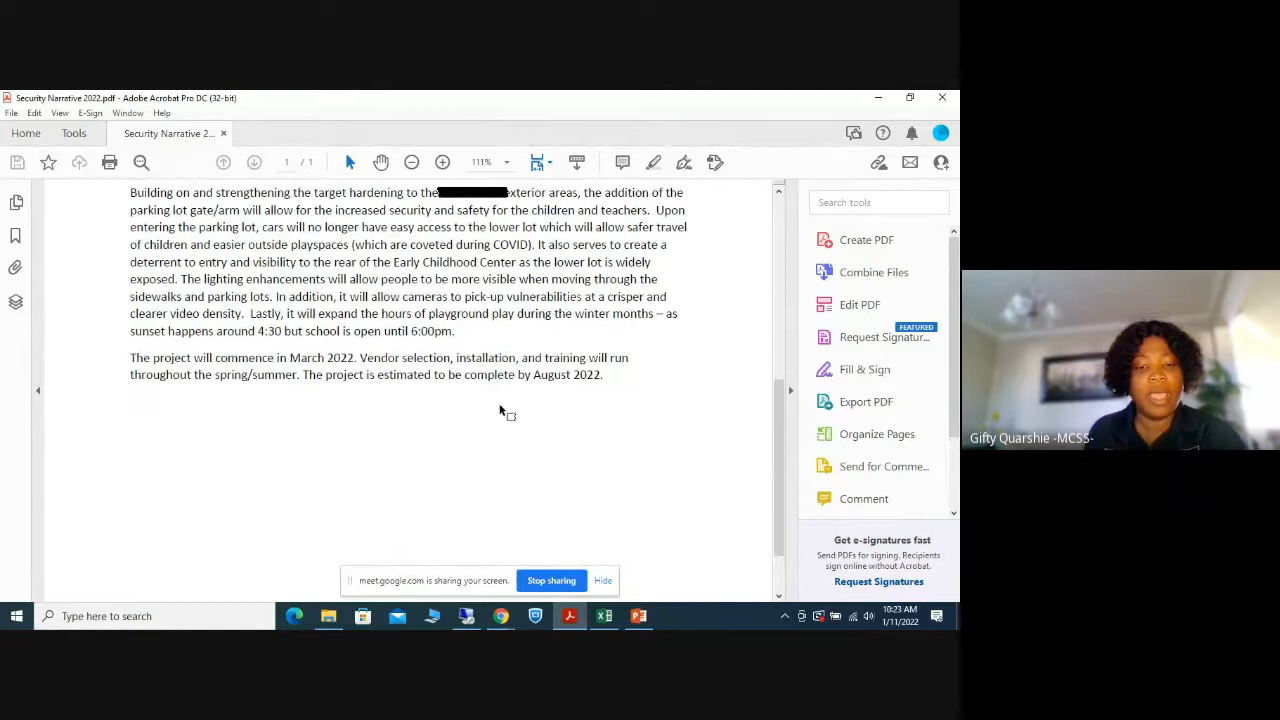 Security Narrative 2022.pdf - Adobe Acrobat Pro DC (32-bit)
File Edit View E-Sign Window Help
Home Tools Security Narrative 2... ×
1 / 1 111%
Building on and strengthening the target hardening to the exterior areas, the addition of the
parking lot gate/arm will allow for the increased security and safety for the children and teachers. Upon
entering the parking lot, cars will no longer have easy access to the lower lot which will allow safer travel
of children and easier outside playspaces (which are coveted during COVID). It also serves to create a
deterrent to entry and visibility to the rear of the Early Childhood Center as the lower lot is widely
exposed. The lighting enhancements will allow people to be more visible when moving through the
sidewalks and parking lots. In addition, it will allow cameras to pick-up vulnerabilities at a crisper and
clearer video density. Lastly, it will expand the hours of playground play during the winter months – as
sunset happens around 4:30 but school is open until 6:00pm.
The project will commence in March 2022. Vendor selection, installation, and training will run
throughout the spring/summer. The project is estimated to be complete by August 2022.
Search tools
Create PDF
Combine Files
Edit PDF
FEATURED
Request Signatur...
Fill & Sign
Export PDF
Organize Pages
Send for Comme...
Comment
Get e-signatures fast
Send PDFs for signing. Recipients
sign online without Acrobat.
Request Signatures
meet.google.com is sharing your screen. Stop sharing Hide
Type here to search
10:23 AM
1/11/2022
Gifty Quarshie -MCSS-